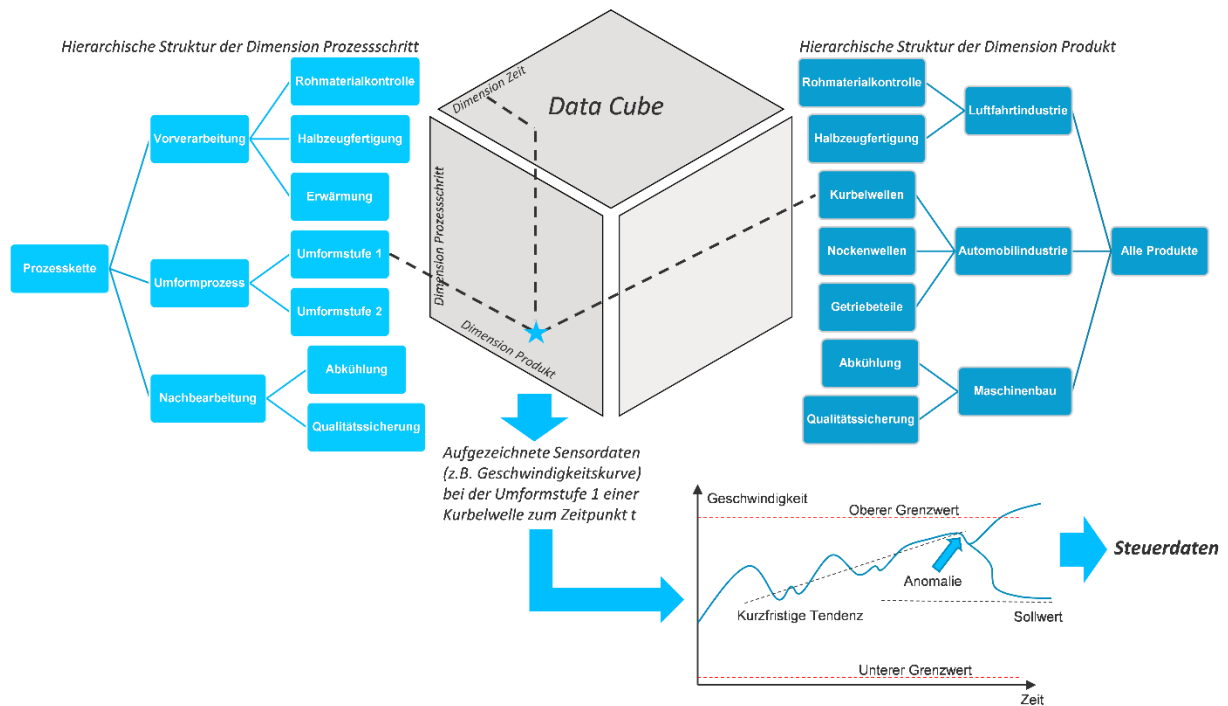 Hierarchische Struktur der Dimension Prozessschritt
Prozesskette
Vorverarbeitung
Umformprozess
Nachbearbeitung
Rohmaterialkontrolle
Halbzeugfertigung
Erwärmung
Umformstufe 1
Umformstufe 2
Abkühlung
Qualitätssicherung
Data Cube
Dimension Zeit
Dimension Prozessschritt
Dimension Produkt
Hierarchische Struktur der Dimension Produkt
Rohmaterialkontrolle
Halbzeugfertigung
Kurbelwellen
Nockenwellen
Getriebeteile
Abkühlung
Qualitätssicherung
Luftfahrtindustrie
Automobilindustrie
Maschinenbau
Alle Produkte
Aufgezeichnete Sensordaten
(z.B. Geschwindigkeitskurve)
bei der Umformstufe 1 einer
Kurbelwelle zum Zeitpunkt t
Geschwindigkeit
Oberer Grenzwert
Anomalie
Kurzfristige Tendenz
Sollwert
Unterer Grenzwert
Zeit
Steuerdaten